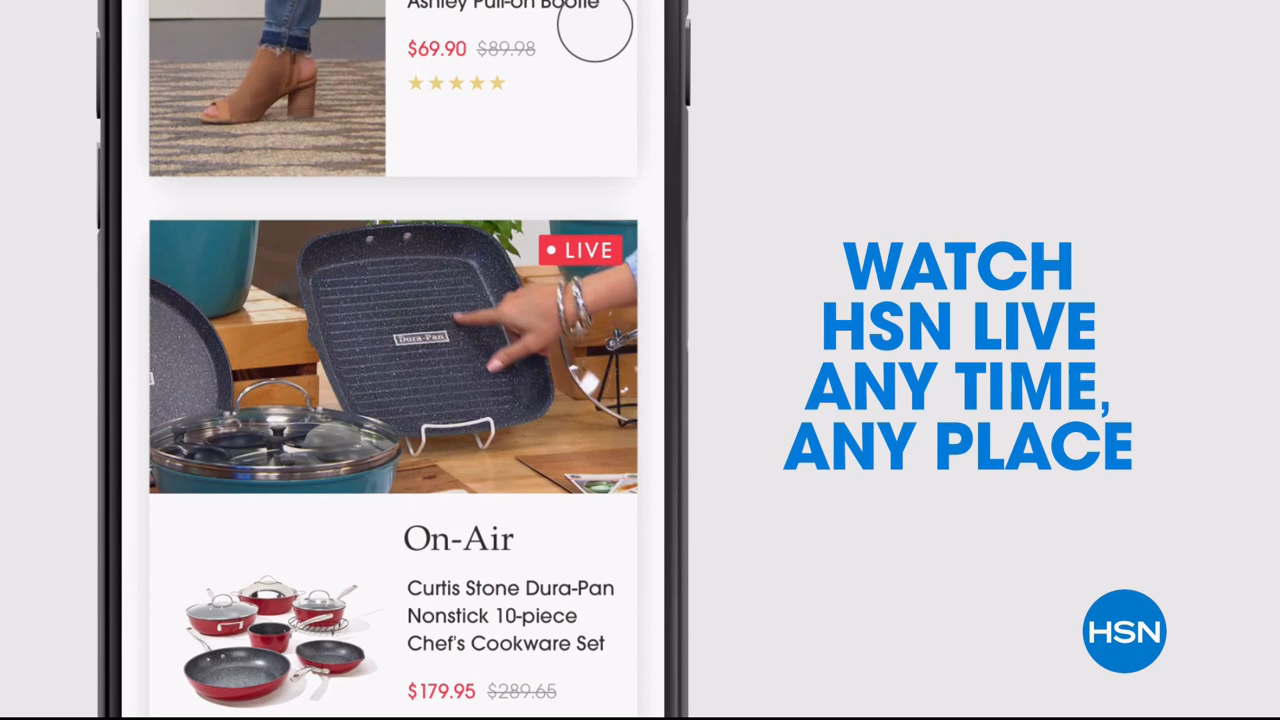 Ashley Pull-on Bootie
$69.90 $89.98
LIVE
Dura-Pan
On-Air
Curtis Stone Dura-Pan
Nonstick 10-piece
Chef's Cookware Set
$179.95 $289.65
WATCH
HSN LIVE
ANY TIME,
ANY PLACE
HSN